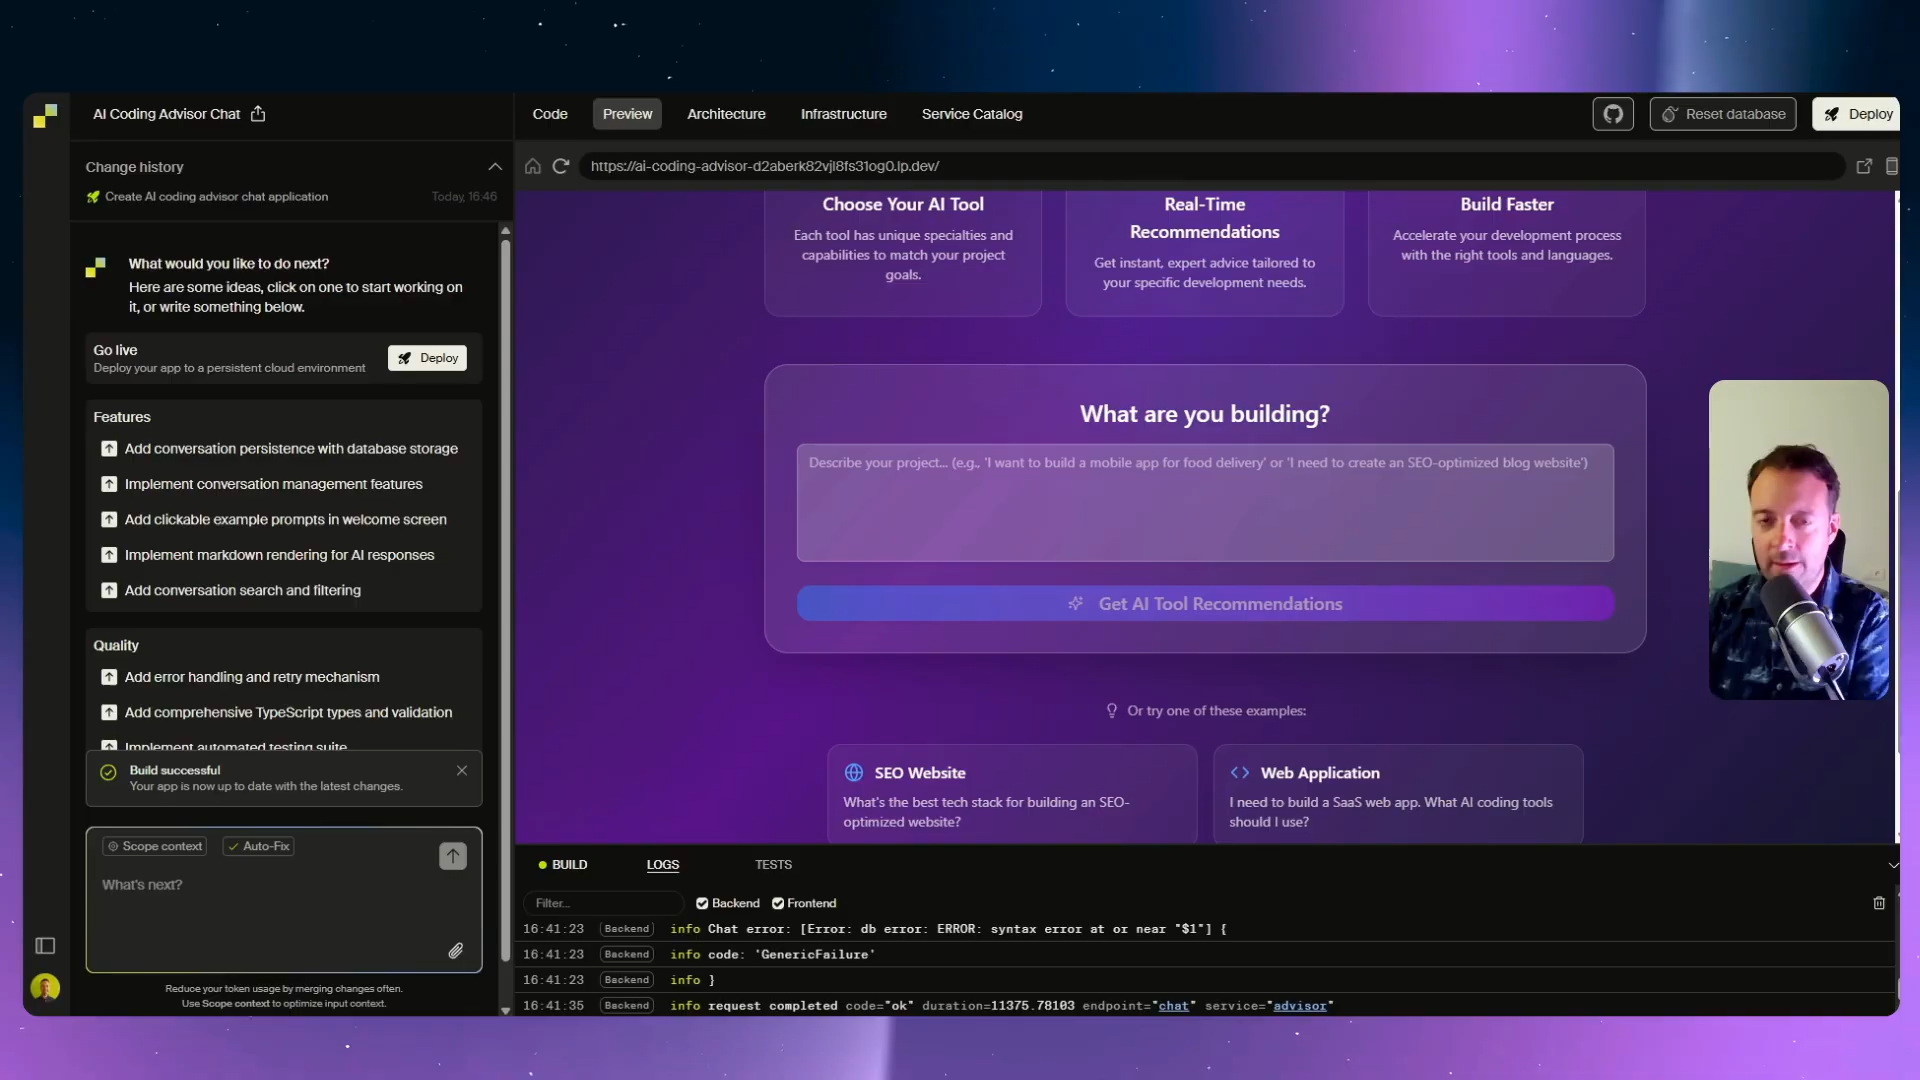 AI Coding Advisor Chat
Change history
Create AI coding advisor chat application
Today, 16:46
What would you like to do next?
Here are some ideas, click on one to start working on
it, or write something below.
Go live
Deploy your app to a persistent cloud environment
Deploy
Features
Add conversation persistence with database storage
Implement conversation management features
Add clickable example prompts in welcome screen
Implement markdown rendering for AI responses
Add conversation search and filtering
Quality
Add error handling and retry mechanism
Add comprehensive TypeScript types and validation
Implement automated testing suite
Build successful
Your app is now up to date with the latest changes.
Scope context
Auto-Fix
What's next?
Reduce your token usage by merging changes often.
Use Scope context to optimize input context.
Code
Preview
Architecture
Infrastructure
Service Catalog
Reset database
Deploy
https://ai-coding-advisor-d2aberk82vjl8fs31og0.lp.dev/
Choose Your AI Tool
Each tool has unique specialties and
capabilities to match your project
goals.
Real-Time
Recommendations
Get instant, expert advice tailored to
your specific development needs.
Build Faster
Accelerate your development process
with the right tools and languages.
What are you building?
Describe your project... (e.g., 'I want to build a mobile app for food delivery' or 'I need to create an SEO-optimized blog website')
Get AI Tool Recommendations
Or try one of these examples:
SEO Website
What's the best tech stack for building an SEO-
optimized website?
Web Application
I need to build a SaaS web app. What AI coding tools
should I use?
BUILD
LOGS
TESTS
Filter...
Backend
Frontend
16:41:23 Backend info Chat error: [Error: db error: ERROR: syntax error at or near "$1"] {
16:41:23 Backend info code: 'GenericFailure'
16:41:23 Backend info }
16:41:35 Backend info request completed code="ok" duration=11375.78103 endpoint="chat" service="advisor"